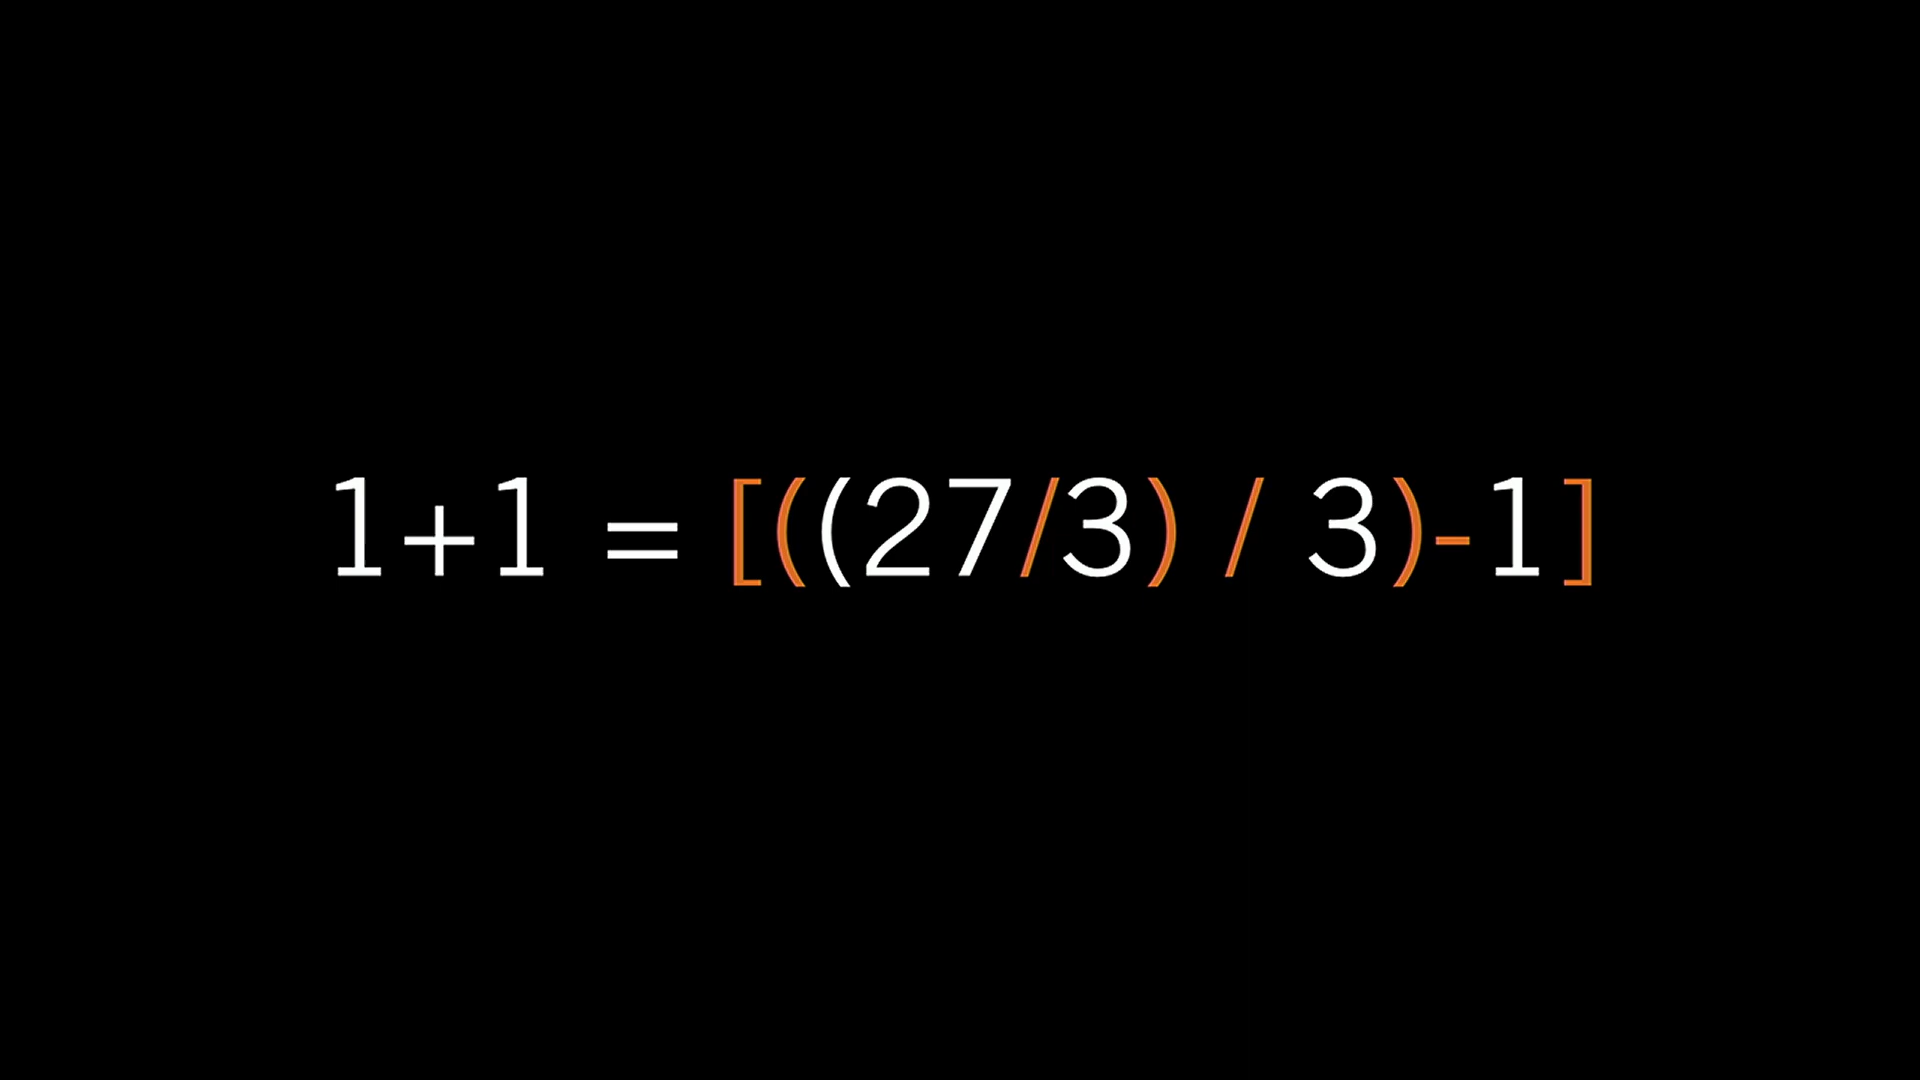 1+1 = [((27/3) / 3)-1]